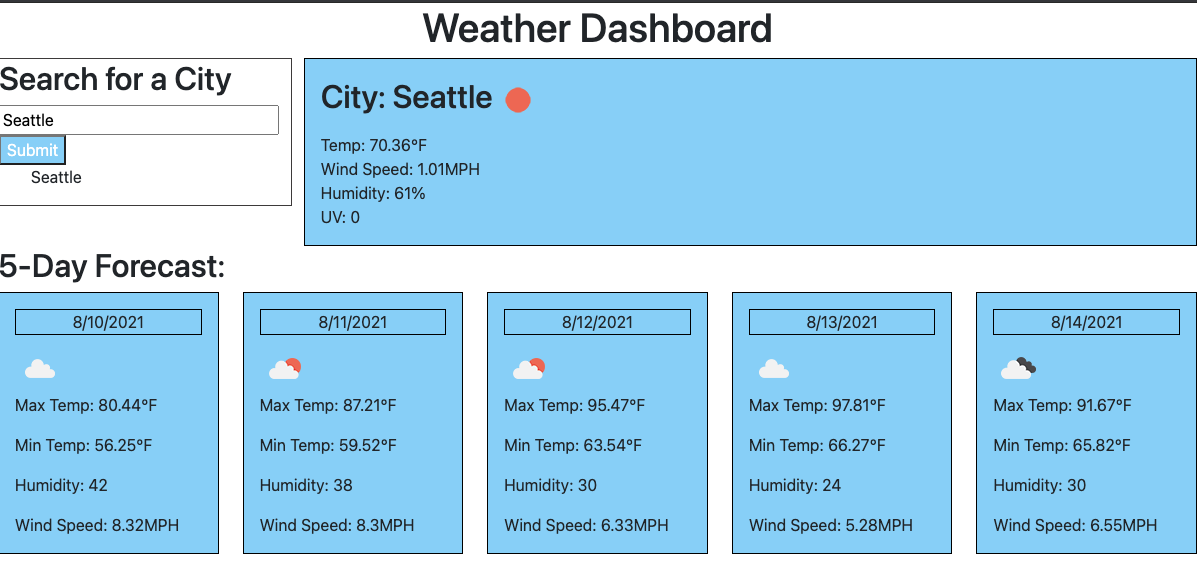 Weather Dashboard
Search for a City
Seattle
Submit
Seattle
City: Seattle
Temp: 70.36°F
Wind Speed: 1.01MPH
Humidity: 61%
UV: 0
5-Day Forecast:
8/10/2021
Max Temp: 80.44°F
Min Temp: 56.25°F
Humidity: 42
Wind Speed: 8.32MPH
8/11/2021
Max Temp: 87.21°F
Min Temp: 59.52°F
Humidity: 38
Wind Speed: 8.3MPH
8/12/2021
Max Temp: 95.47°F
Min Temp: 63.54°F
Humidity: 30
Wind Speed: 6.33MPH
8/13/2021
Max Temp: 97.81°F
Min Temp: 66.27°F
Humidity: 24
Wind Speed: 5.28MPH
8/14/2021
Max Temp: 91.67°F
Min Temp: 65.82°F
Humidity: 30
Wind Speed: 6.55MPH